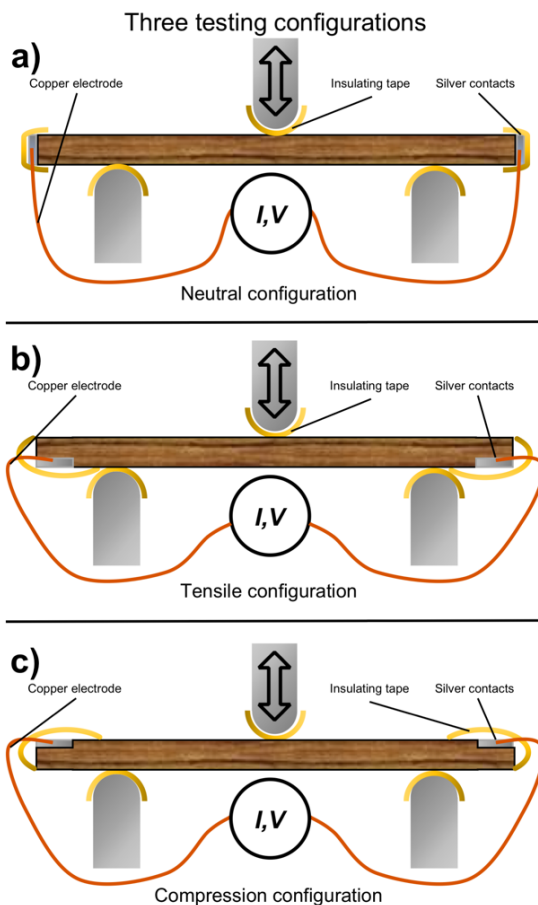 Three testing configurations
a)
Copper electrode
Insulating tape
Silver contacts
I,V
Neutral configuration
b)
Copper electrode
Insulating tape
Silver contacts
I,V
Tensile configuration
c)
Copper electrode
Insulating tape
Silver contacts
I,V
Compression configuration